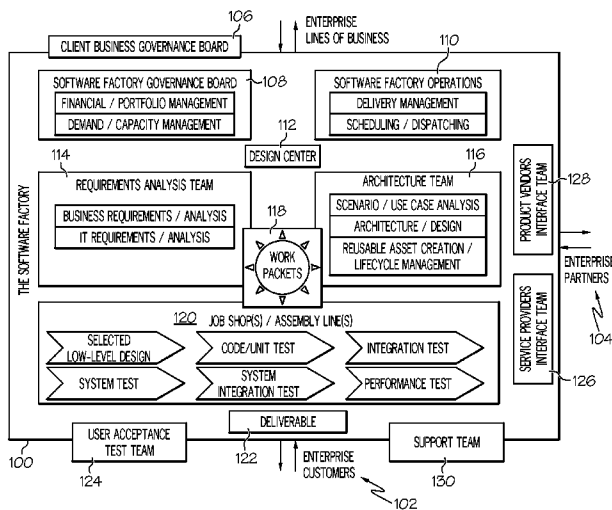 106
CLIENT BUSINESS GOVERNANCE BOARD
ENTERPRISE
LINES OF BUSINESS
110
SOFTWARE FACTORY GOVERNANCE BOARD
FINANCIAL / PORTFOLIO MANAGEMENT
DEMAND / CAPACITY MANAGEMENT
108
SOFTWARE FACTORY OPERATIONS
DELIVERY MANAGEMENT
SCHEDULING / DISPATCHING
112
DESIGN CENTER
114
116
THE SOFTWARE FACTORY
REQUIREMENTS ANALYSIS TEAM
BUSINESS REQUIREMENTS / ANALYSIS
IT REQUIREMENTS / ANALYSIS
ARCHITECTURE TEAM
SCENARIO / USE CASE ANALYSIS
ARCHITECTURE / DESIGN
REUSABLE ASSET CREATION /
LIFECYCLE MANAGEMENT
118
WORK
PACKETS
PRODUCT VENDORS
INTERFACE TEAM
128
ENTERPRISE
PARTNERS
104
SERVICE PROVIDERS
INTERFACE TEAM
126
120
JOB SHOP(S) / ASSEMBLY LINE(S)
SELECTED
LOW-LEVEL DESIGN
CODE/UNIT TEST
INTEGRATION TEST
SYSTEM TEST
SYSTEM
INTEGRATION TEST
PERFORMANCE TEST
DELIVERABLE
122
100
USER ACCEPTANCE
TEST TEAM
124
ENTERPRISE
CUSTOMERS
102
SUPPORT TEAM
130